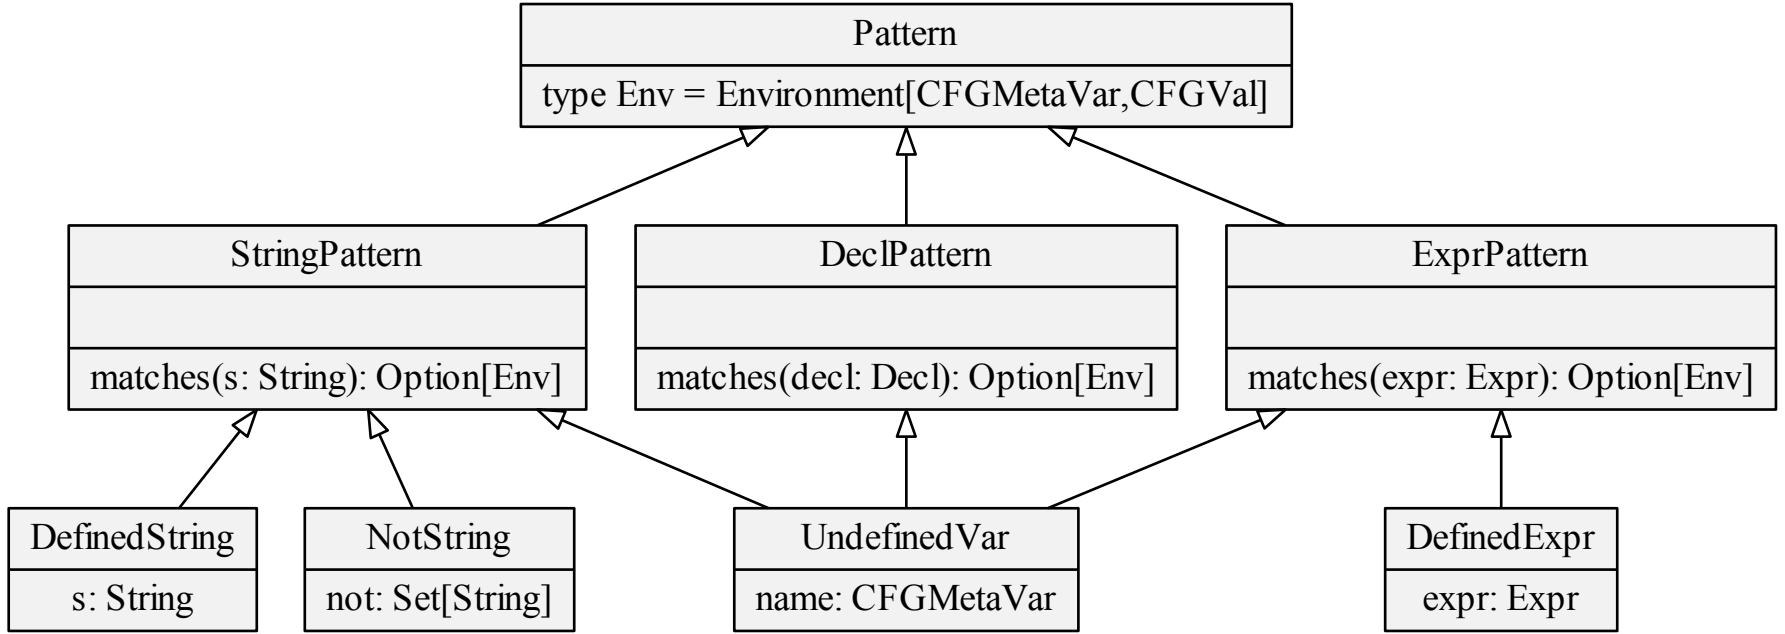 Pattern
type Env = Environment[CFGMetaVar,CFGVal]
StringPattern
matches(s: String): Option[Env]
DeclPattern
matches(decl: Decl): Option[Env]
ExprPattern
matches(expr: Expr): Option[Env]
DefinedString
s: String
NotString
not: Set[String]
UndefinedVar
name: CFGMetaVar
DefinedExpr
expr: Expr